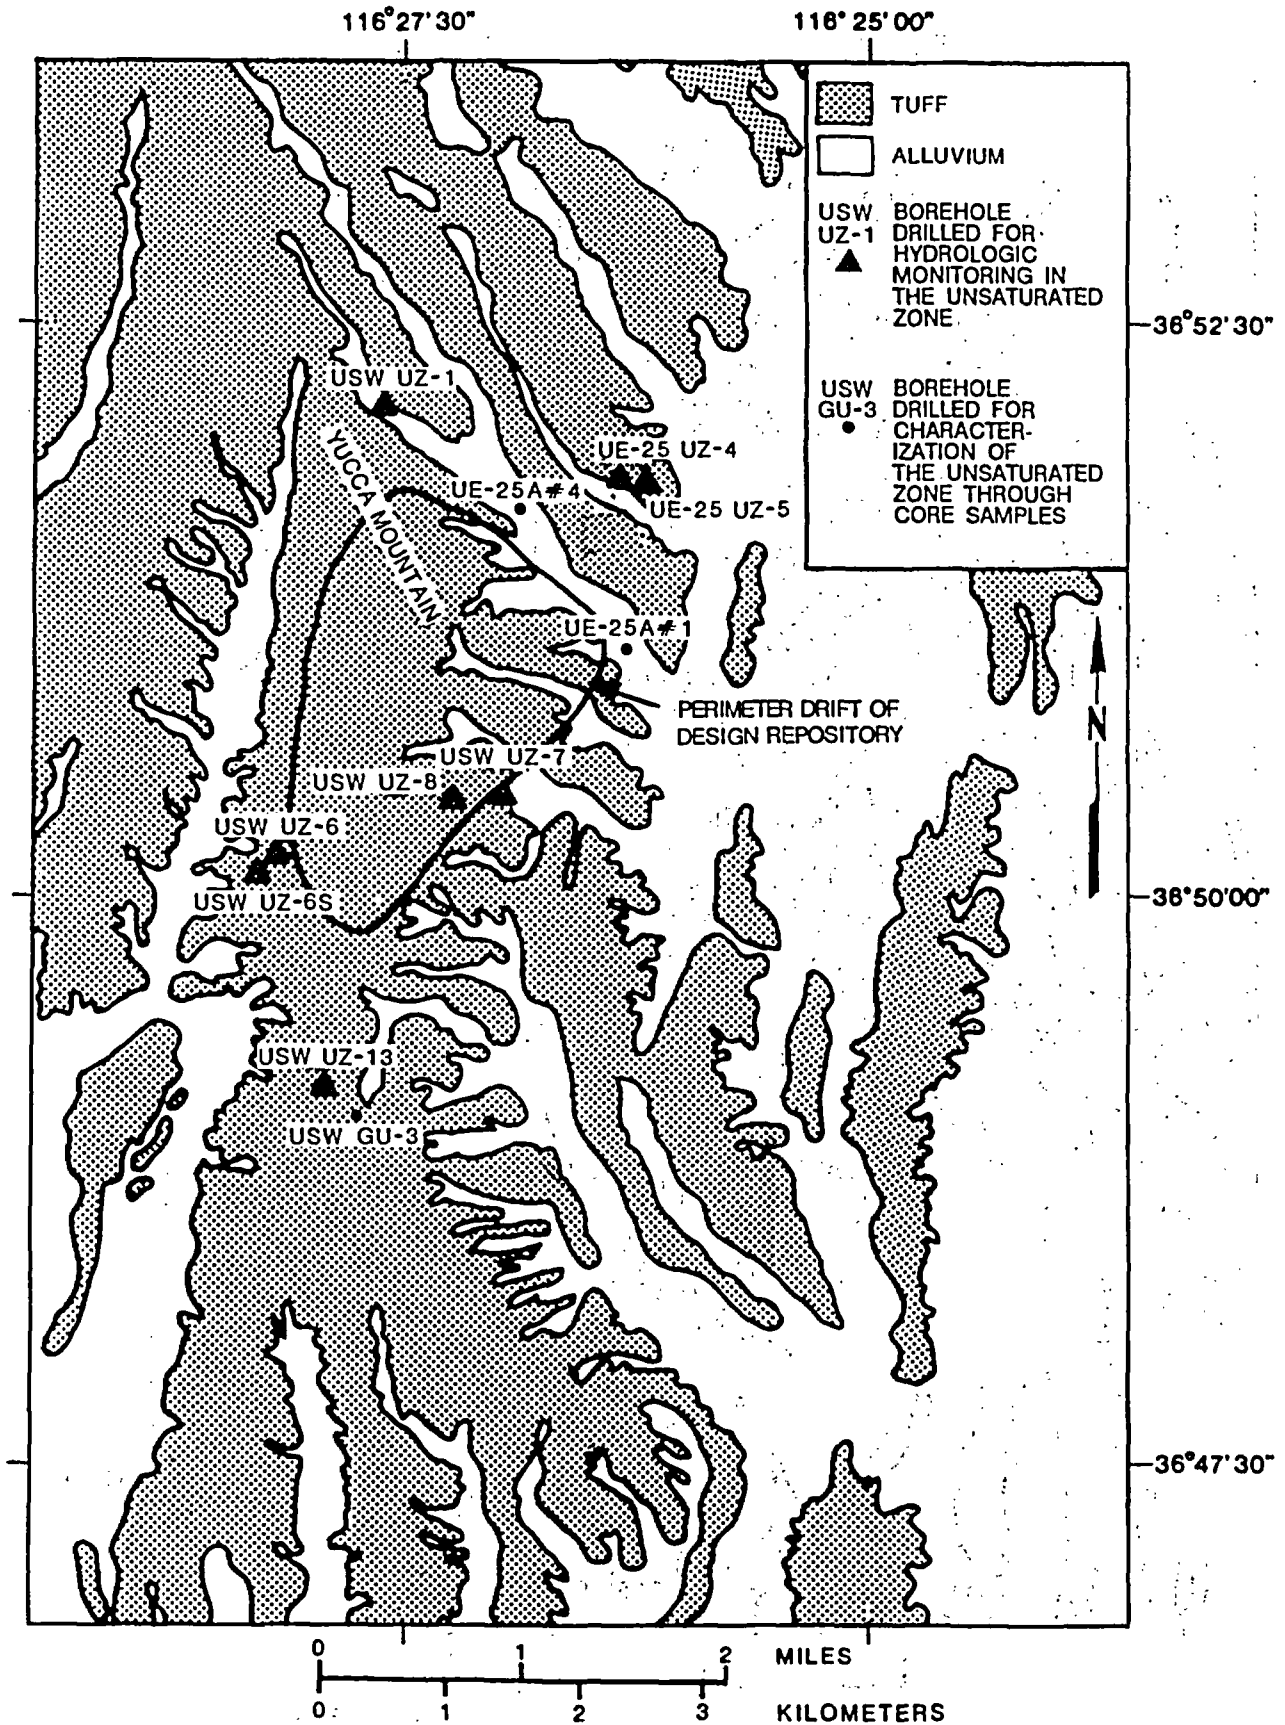 116°27'30"
116°25'00"
TUFF
ALLUVIUM
USW UZ-1
BOREHOLE DRILLED FOR HYDROLOGIC MONITORING IN THE UNSATURATED ZONE
USW GU-3
BOREHOLE DRILLED FOR CHARACTER-IZATION OF THE UNSATURATED ZONE THROUGH CORE SAMPLES
36°52'30"
USW UZ-1
YUCCA MOUNTAIN
UE-25 UZ-4
UE-25A#4
UE-25 UZ-5
UE-25A#1
PERIMETER DRIFT OF
DESIGN REPOSITORY
N
USW UZ-7
USW UZ-8
USW UZ-6
USW UZ-6S
36°50'00"
USW UZ-13
USW GU-3
36°47'30"
0 1 2 MILES
0 1 2 3 KILOMETERS